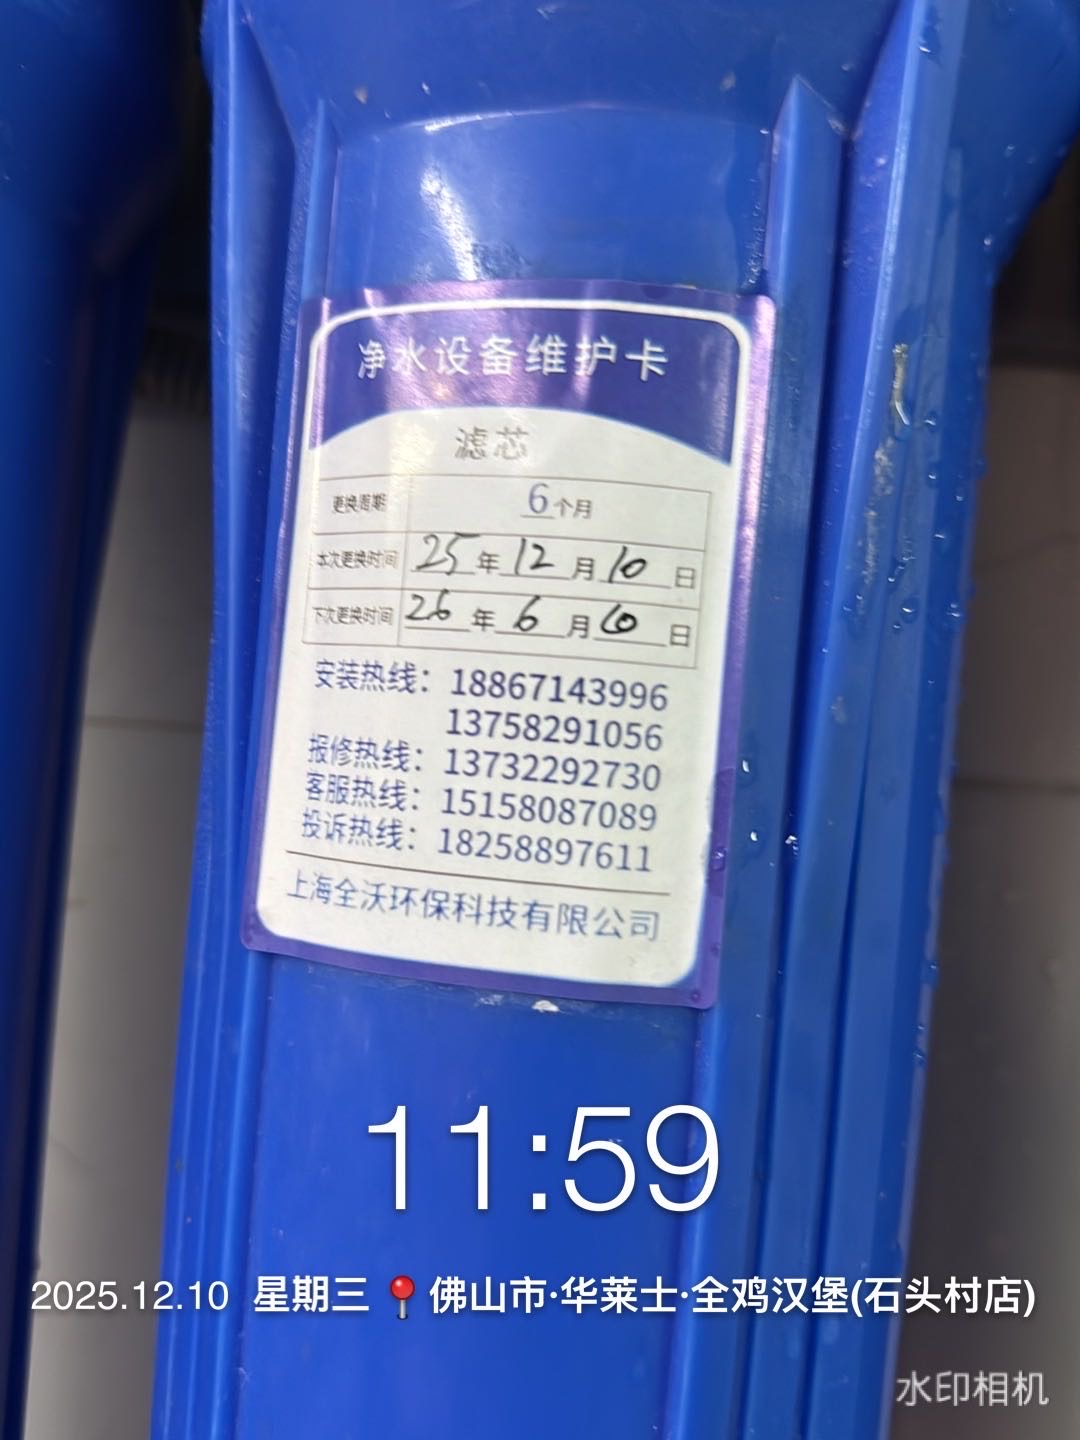 净水设备维护卡
滤芯
更换周期 6个月
本次更换时间 25年12月10日
下次更换时间 26年6月10日
安装热线：18867143996
13758291056
报修热线：13732292730
客服热线：15158087089
投诉热线：18258897611
上海全沃环保科技有限公司
11:59
2025.12.10 星期三 佛山市·华莱士·全鸡汉堡(石头村店)
水印相机